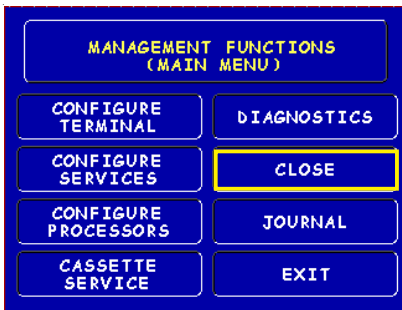 MANAGEMENT FUNCTIONS
(MAIN MENU)
CONFIGURE
TERMINAL
DIAGNOSTICS
CONFIGURE
SERVICES
CLOSE
CONFIGURE
PROCESSORS
JOURNAL
CASSETTE
SERVICE
EXIT